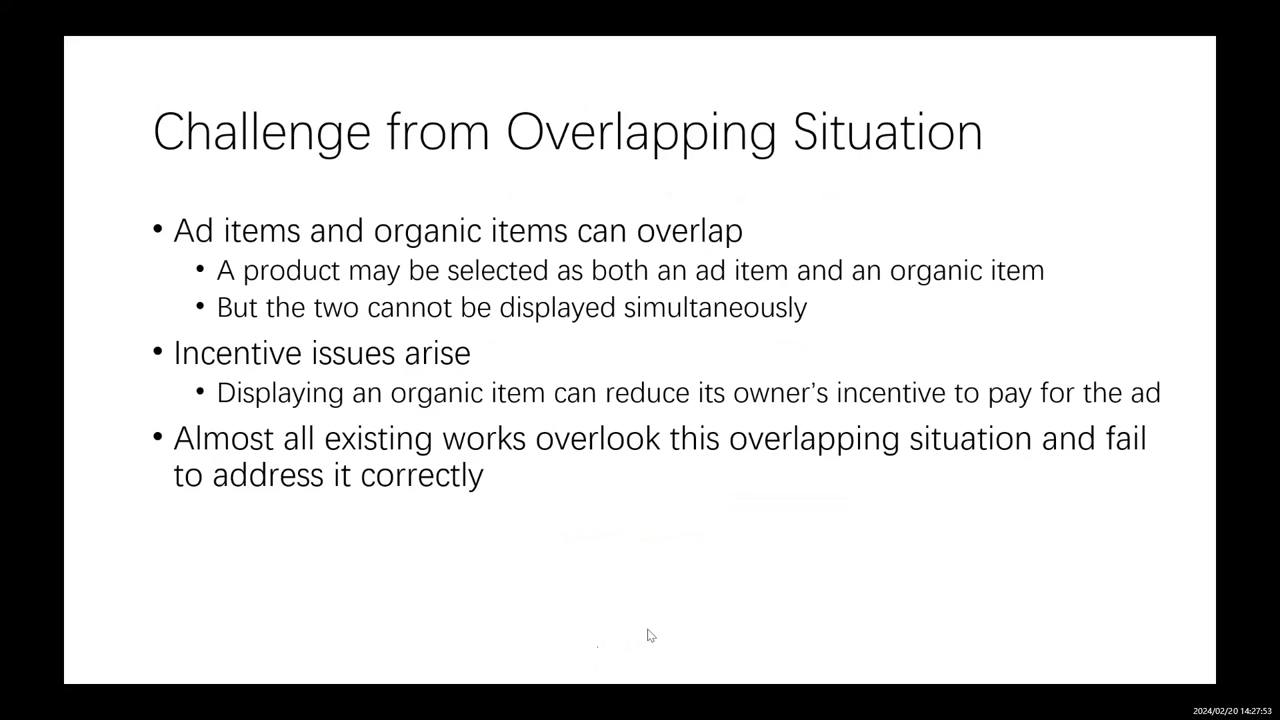 Challenge from Overlapping Situation
• Ad items and organic items can overlap
• A product may be selected as both an ad item and an organic item
• But the two cannot be displayed simultaneously
• Incentive issues arise
• Displaying an organic item can reduce its owner’s incentive to pay for the ad
• Almost all existing works overlook this overlapping situation and fail
to address it correctly
2024/02/20 14:27:53